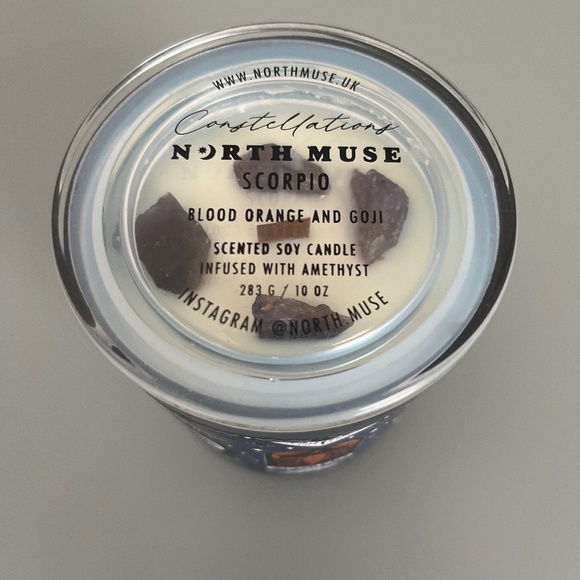 WWW.NORTHMUSE.UK
Constellations
NORTH MUSE
SCORPIO
BLOOD ORANGE AND GOJI
SCENTED SOY CANDLE
INFUSED WITH AMETHYST
283 G / 10 OZ
INSTAGRAM @NORTH.MUSE